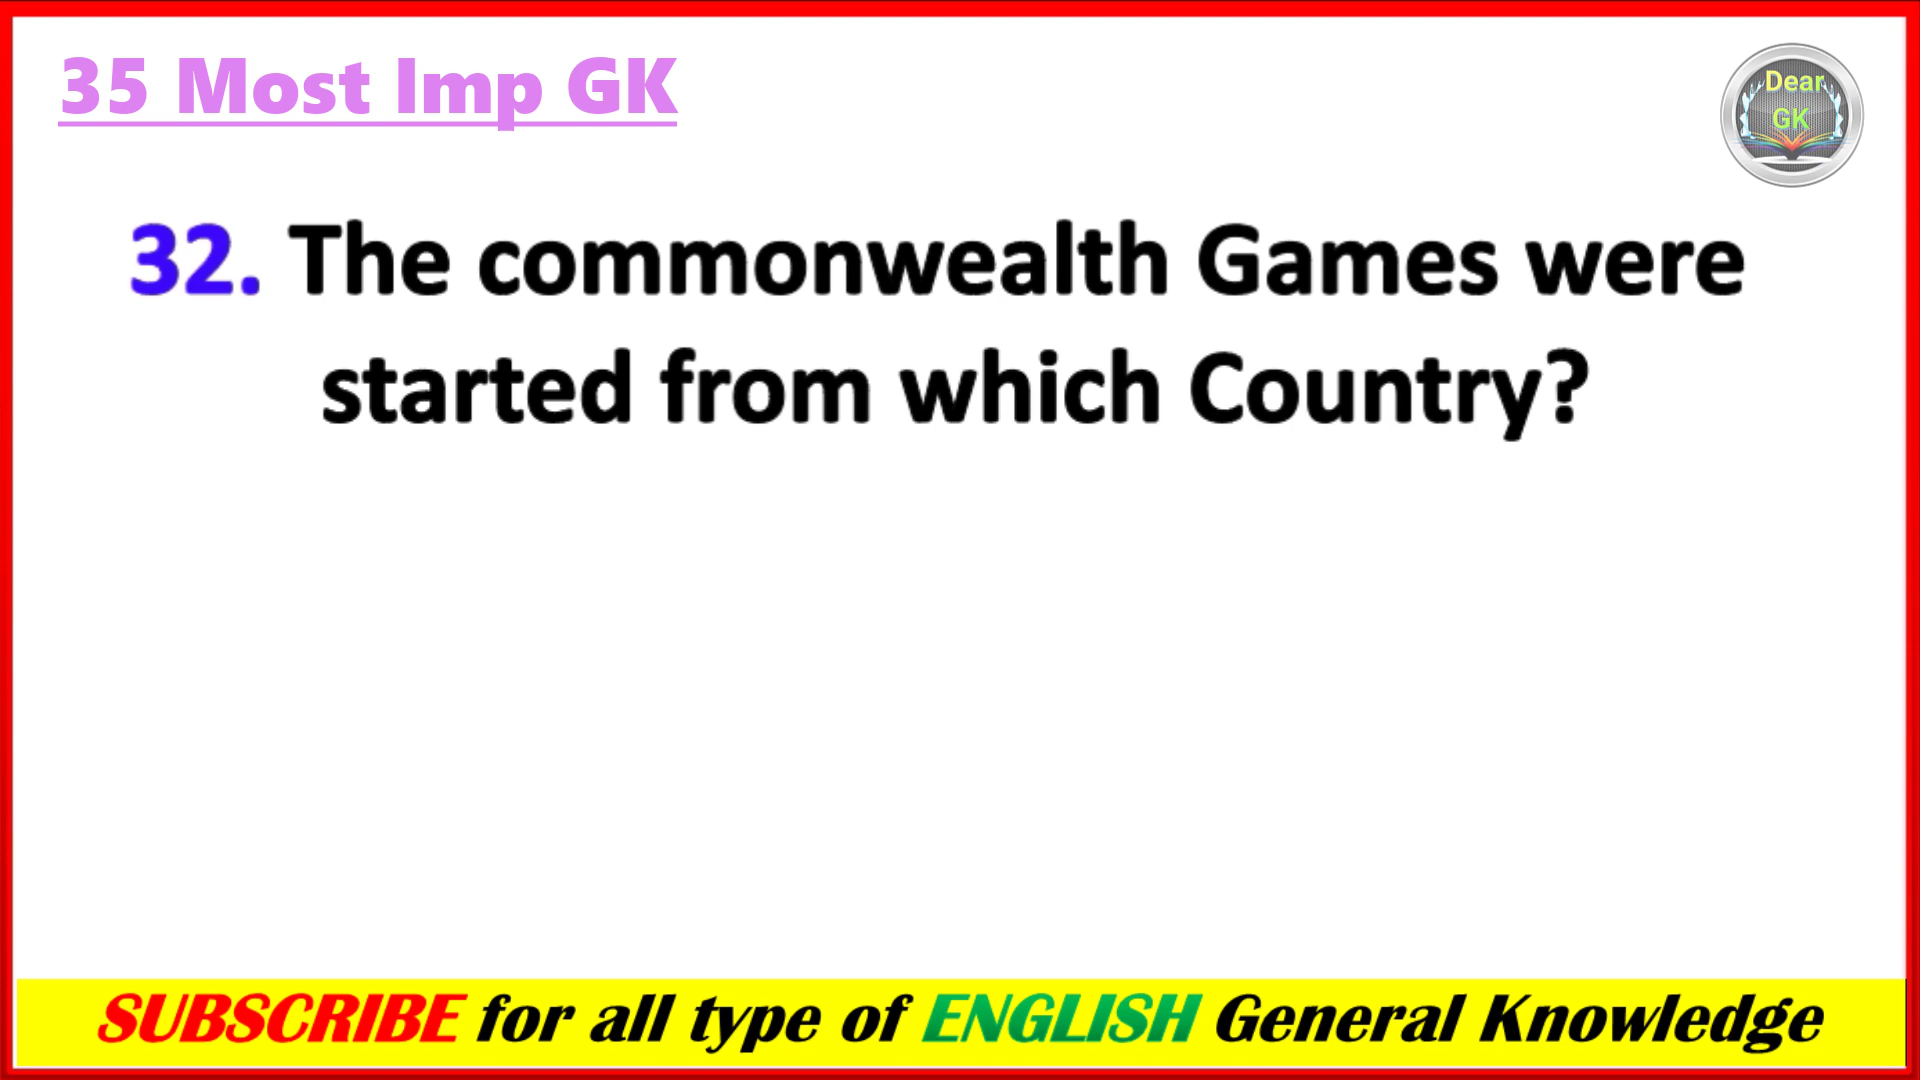 35 Most Imp GK
Dear
GK
32. The commonwealth Games were
started from which Country?
SUBSCRIBE for all type of ENGLISH General Knowledge